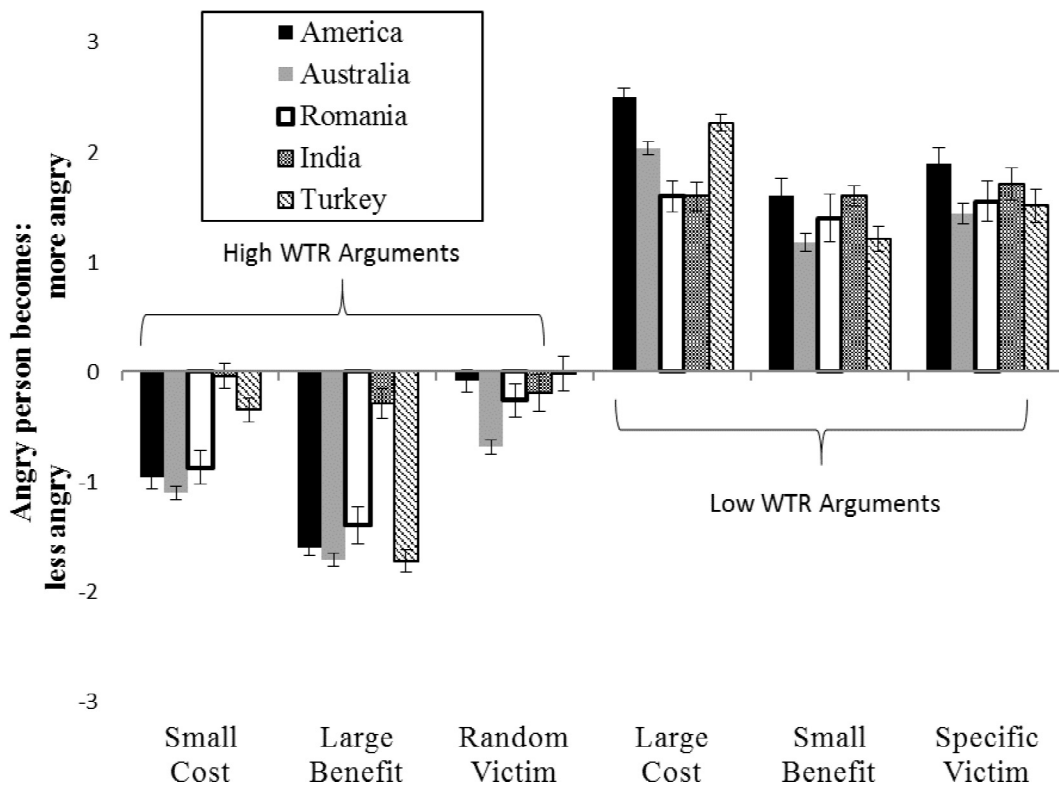 3
2
1
0
-1
-2
-3
Angry person becomes:
less angry more angry
America
Australia
Romania
India
Turkey
High WTR Arguments
Low WTR Arguments
Small
Cost
Large
Benefit
Random
Victim
Large
Cost
Small
Benefit
Specific
Victim